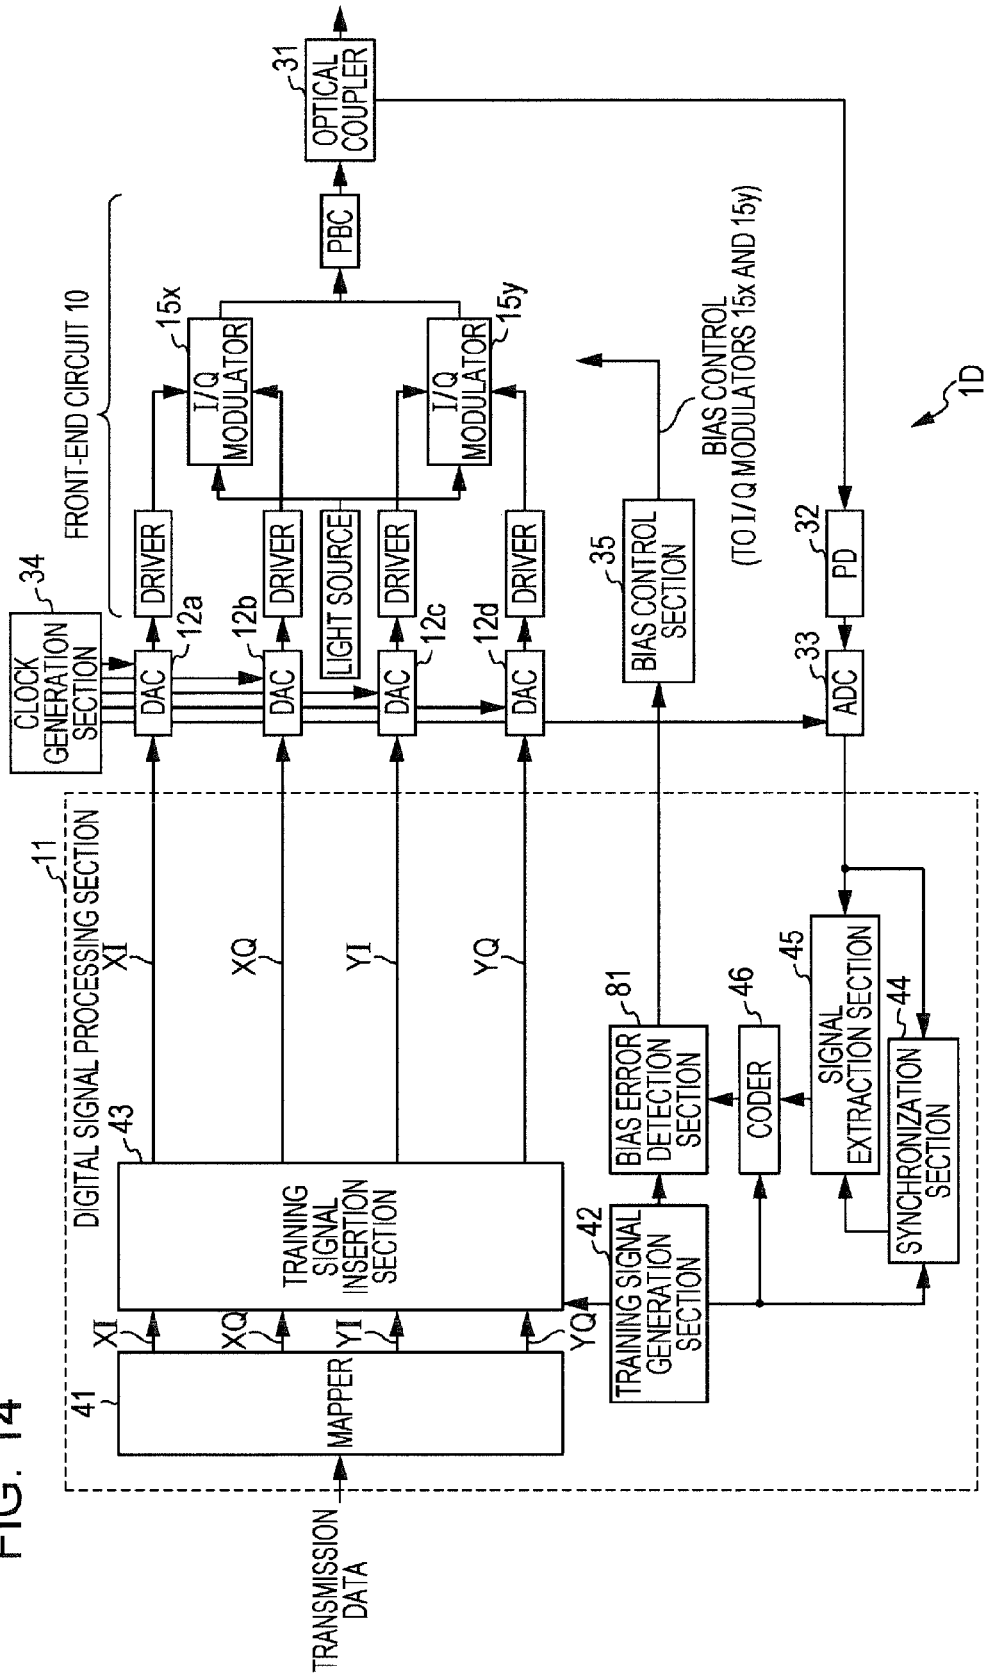 FIG. 14
34
CLOCK
GENERATION
SECTION
FRONT-END CIRCUIT 10
11
DIGITAL SIGNAL PROCESSING SECTION
TRANSMISSION
DATA
41
MAPPER
XI
XQ
YI
YQ
43
TRAINING
SIGNAL
INSERTION
SECTION
XI
XQ
YI
YQ
DAC
12a
DAC
12b
DAC
12c
DAC
12d
DRIVER
DRIVER
LIGHT SOURCE
DRIVER
DRIVER
15x
I/Q
MODULATOR
15y
I/Q
MODULATOR
PBC
31
OPTICAL
COUPLER
42
TRAINING SIGNAL
GENERATION
SECTION
81
BIAS ERROR
DETECTION
SECTION
35
BIAS CONTROL
SECTION
BIAS CONTROL
(TO I/Q MODULATORS 15x AND 15y)
46
CODER
45
SIGNAL
EXTRACTION SECTION
44
SYNCHRONIZATION
SECTION
33
ADC
32
PD
1D